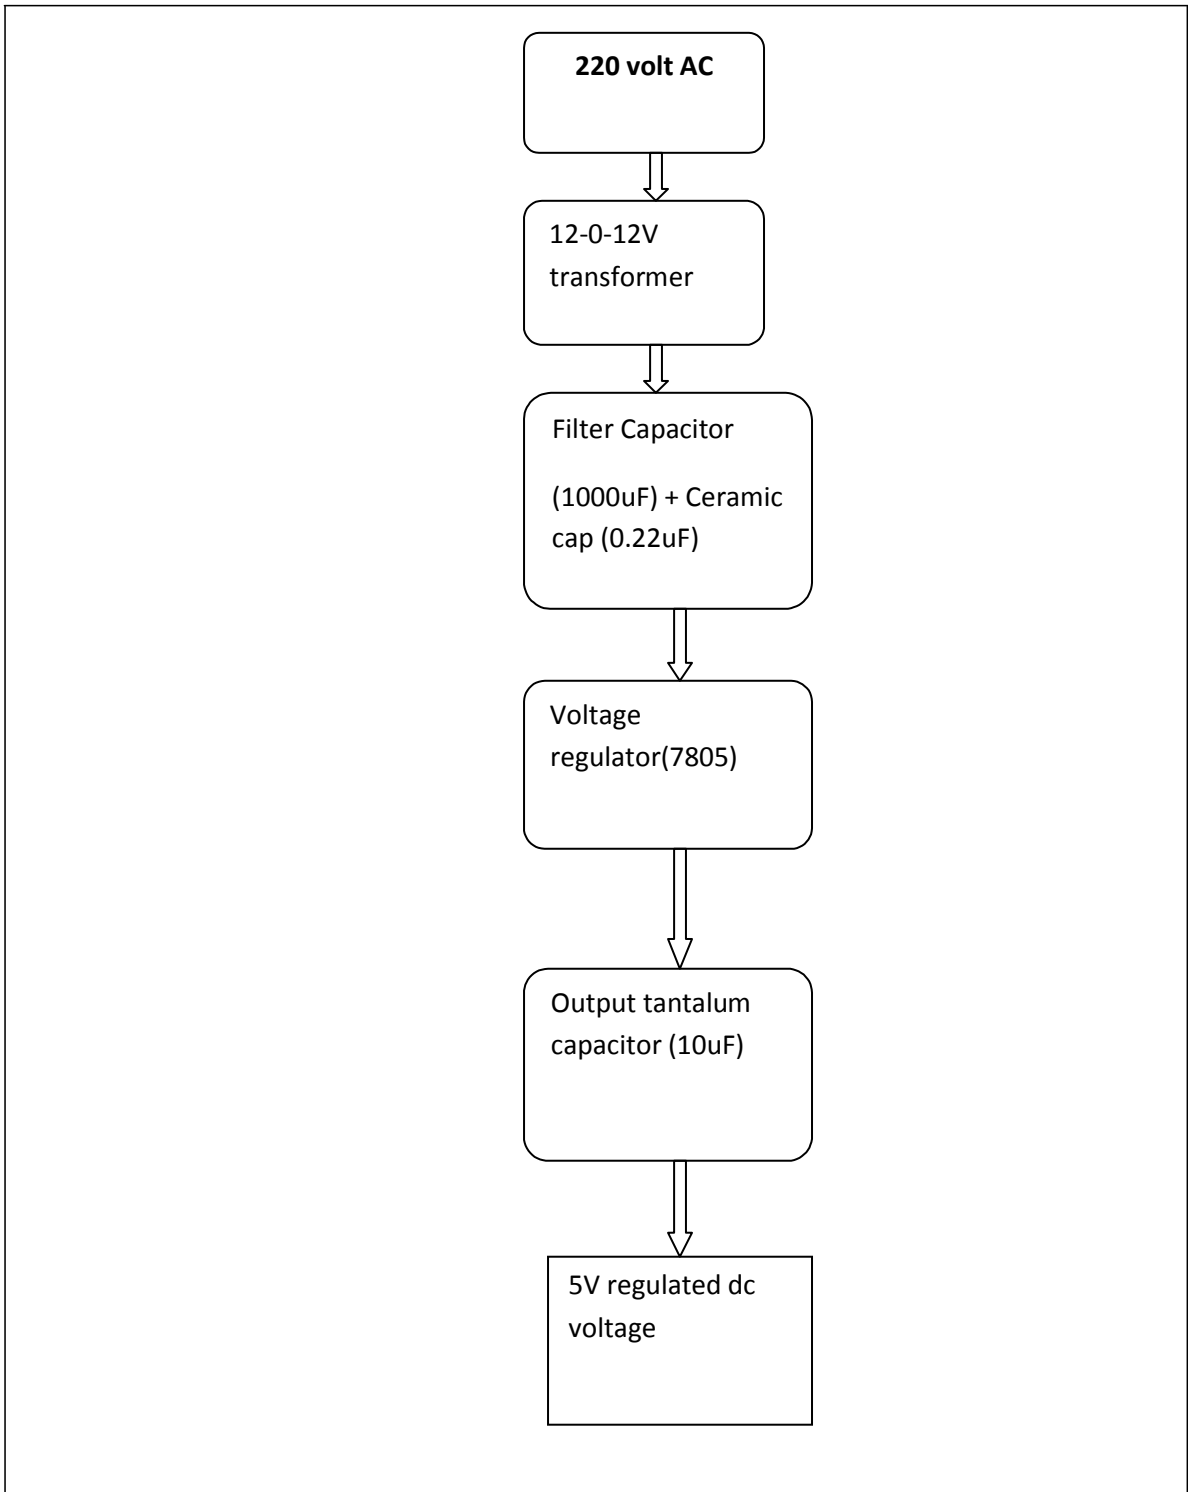 220 volt AC
12-0-12V
transformer
Filter Capacitor
(1000uF) + Ceramic
cap (0.22uF)
Voltage
regulator(7805)
Output tantalum
capacitor (10uF)
5V regulated dc
voltage